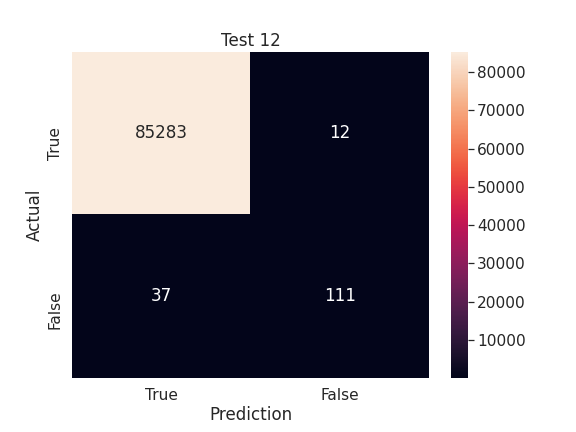 Test 12
True
False
Actual
85283
12
37
111
True
False
Prediction
80000
70000
60000
50000
40000
30000
20000
10000